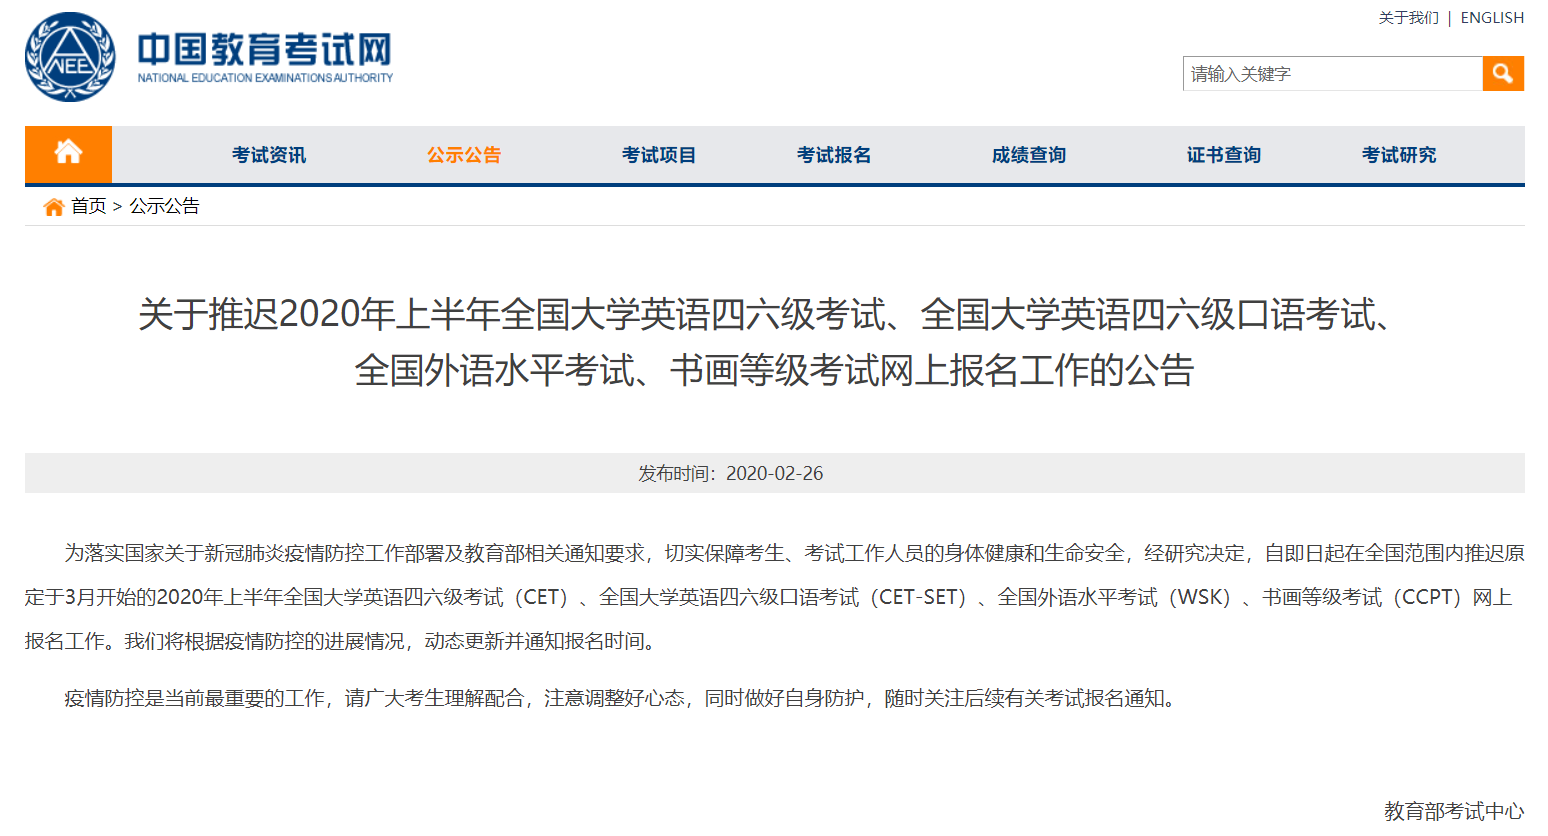 关于我们 | ENGLISH
NEE
中国教育考试网
NATIONAL EDUCATION EXAMINATIONS AUTHORITY
请输入关键字
考试资讯 公示公告 考试项目 考试报名 成绩查询 证书查询 考试研究
首页 > 公示公告
关于推迟2020年上半年全国大学英语四六级考试、全国大学英语四六级口语考试、
全国外语水平考试、书画等级考试网上报名工作的公告
发布时间：2020-02-26
为落实国家关于新冠肺炎疫情防控工作部署及教育部相关通知要求，切实保障考生、考试工作人员的身体健康和生命安全，经研究决定，自即日起在全国范围内推迟原
定于3月开始的2020年上半年全国大学英语四六级考试（CET）、全国大学英语四六级口语考试（CET-SET）、全国外语水平考试（WSK）、书画等级考试（CCPT）网上
报名工作。我们将根据疫情防控的进展情况，动态更新并通知报名时间。
疫情防控是当前最重要的工作，请广大考生理解配合，注意调整好心态，同时做好自身防护，随时关注后续有关考试报名通知。
教育部考试中心